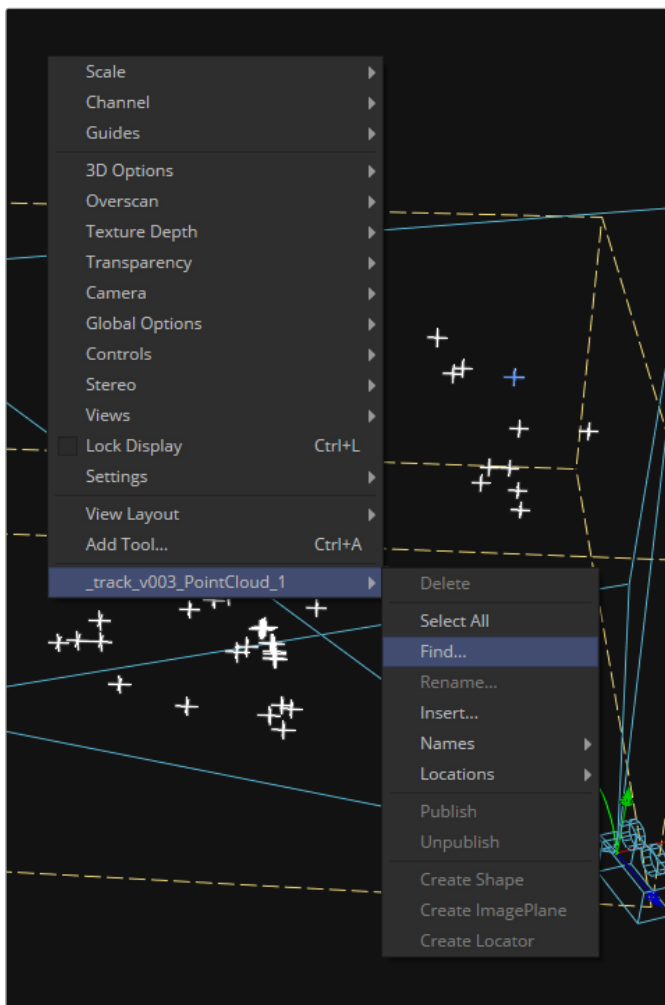 Scale
Channel
Guides
3D Options
Overscan
Texture Depth
Transparency
Camera
Global Options
Controls
Stereo
Views
Lock Display Ctrl+L
Settings
View Layout
Add Tool... Ctrl+A
_track_v003_PointCloud_1
Delete
Select All
Find...
Rename...
Insert...
Names
Locations
Publish
Unpublish
Create Shape
Create ImagePlane
Create Locator